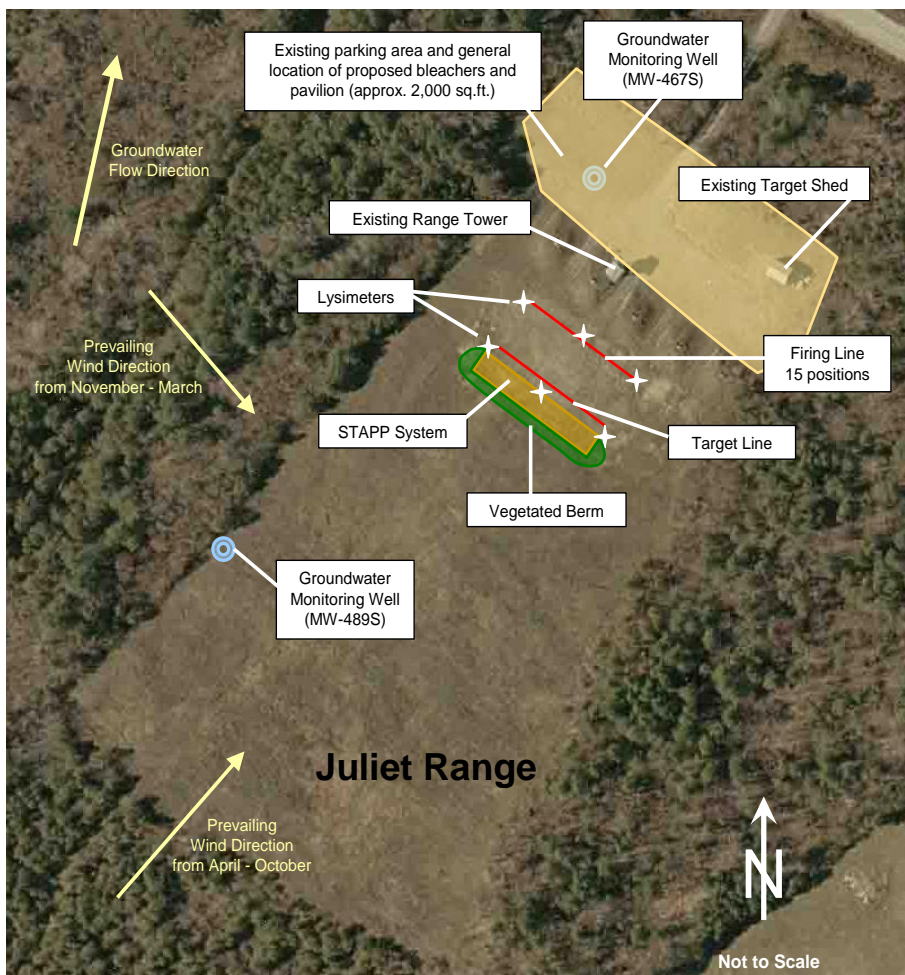 Existing parking area and general
location of proposed bleachers and
pavilion (approx. 2,000 sq.ft.)
Groundwater
Monitoring Well
(MW-467S)
Groundwater
Flow Direction
Existing Target Shed
Existing Range Tower
Lysimeters
Prevailing
Wind Direction
from November - March
Firing Line
15 positions
STAPP System
Target Line
Vegetated Berm
Groundwater
Monitoring Well
(MW-489S)
Juliet Range
Prevailing
Wind Direction
from April - October
N
Not to Scale